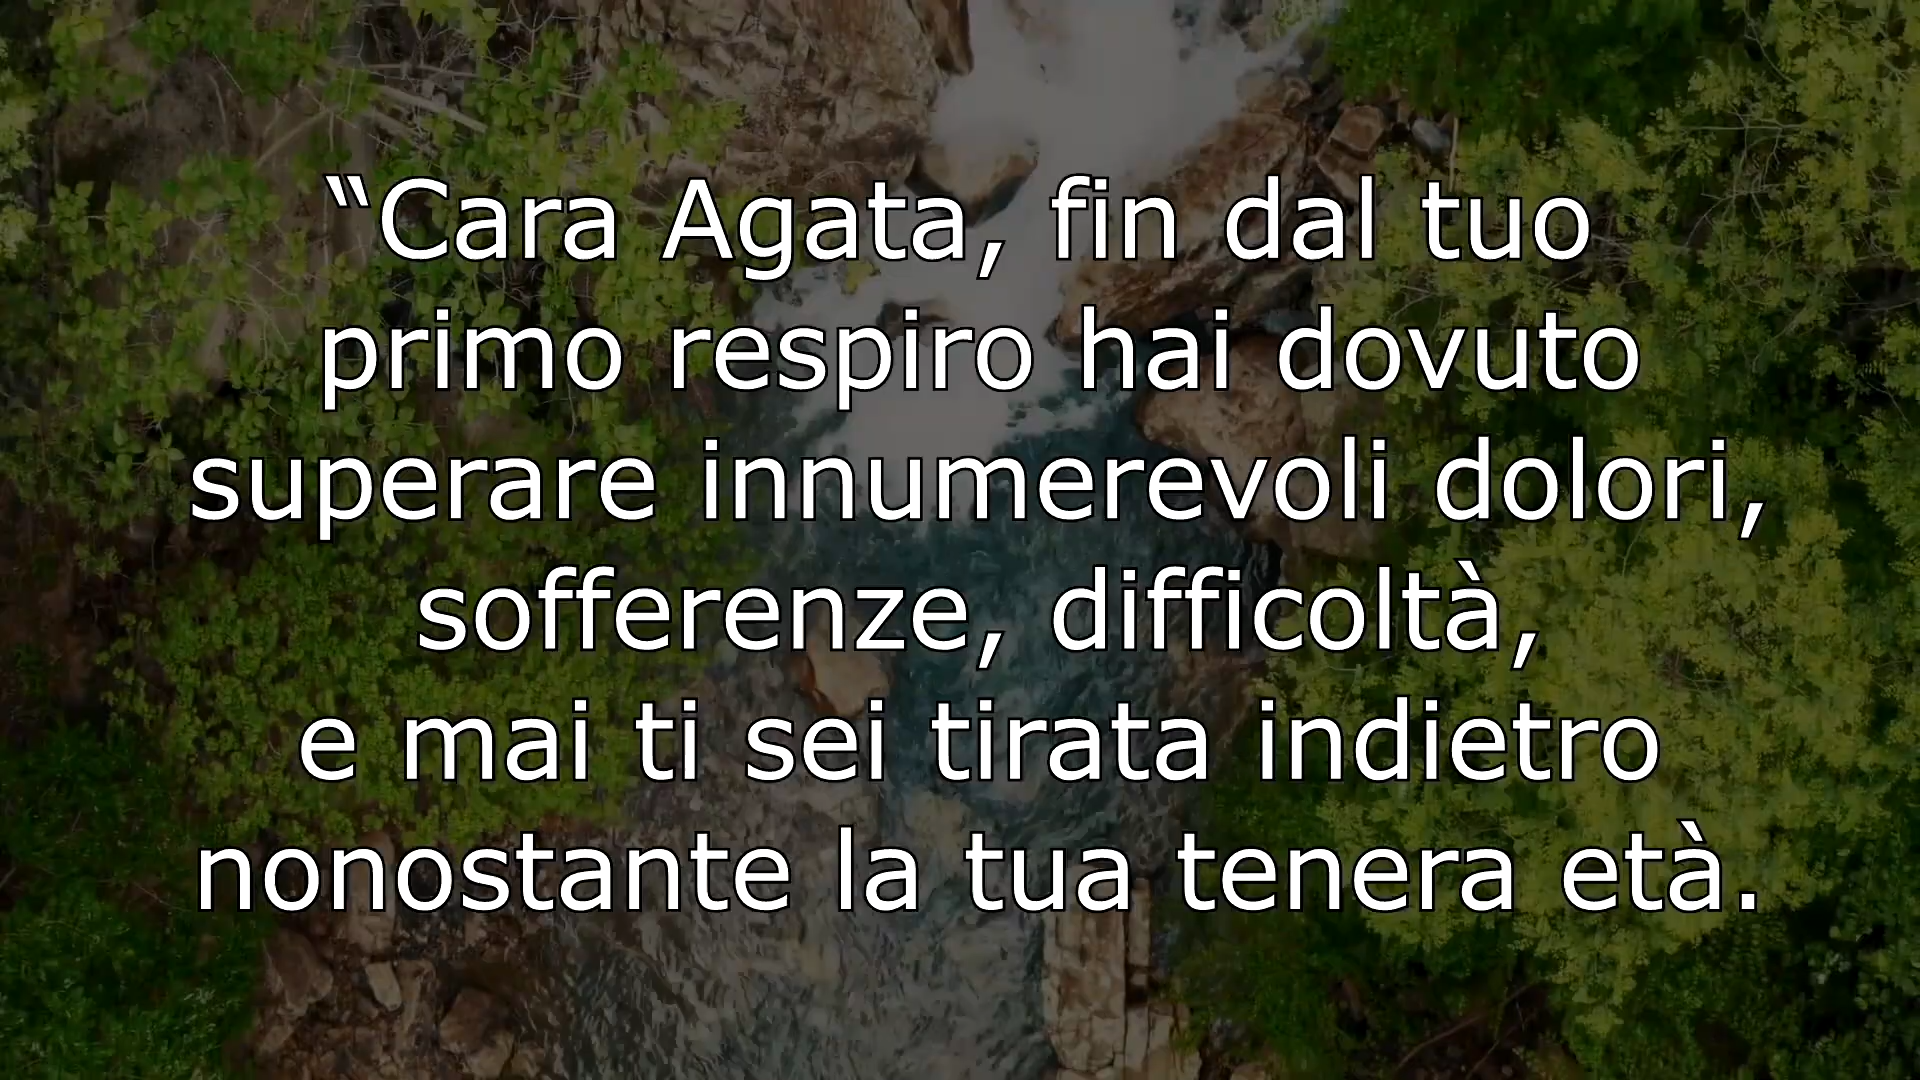 “Cara Agata, fin dal tuo
primo respiro hai dovuto
superare innumerevoli dolori,
sofferenze, difficoltà,
e mai ti sei tirata indietro
nonostante la tua tenera età.